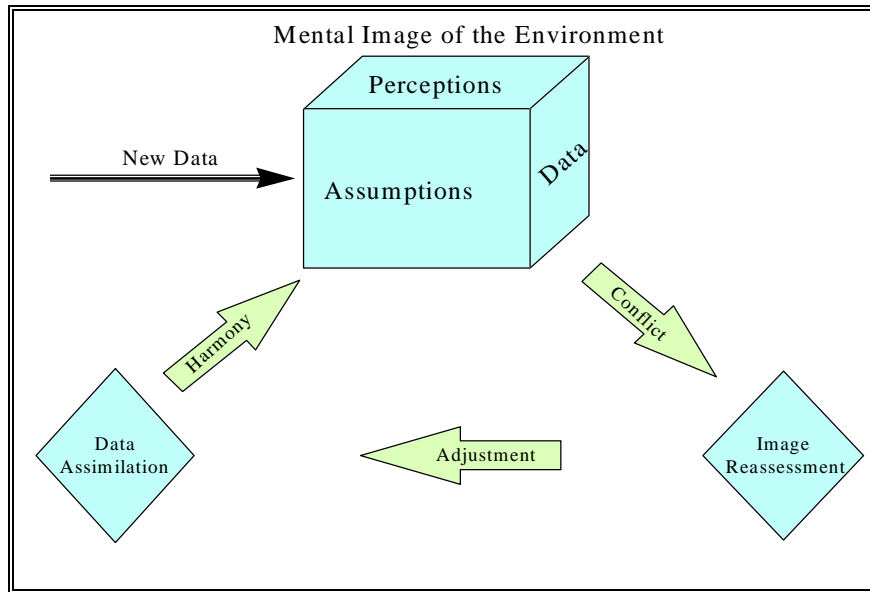 Mental Image of the Environment
Perceptions
New Data
Data
Assumptions
Conflict
Harmony
Data
Assimilation
Adjustment
Image
Reassessment